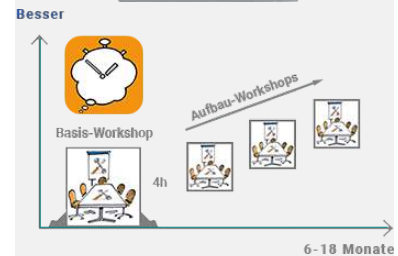 Besser
Aufbau-Workshops
Basis-Workshop
4h
6-18 Monate